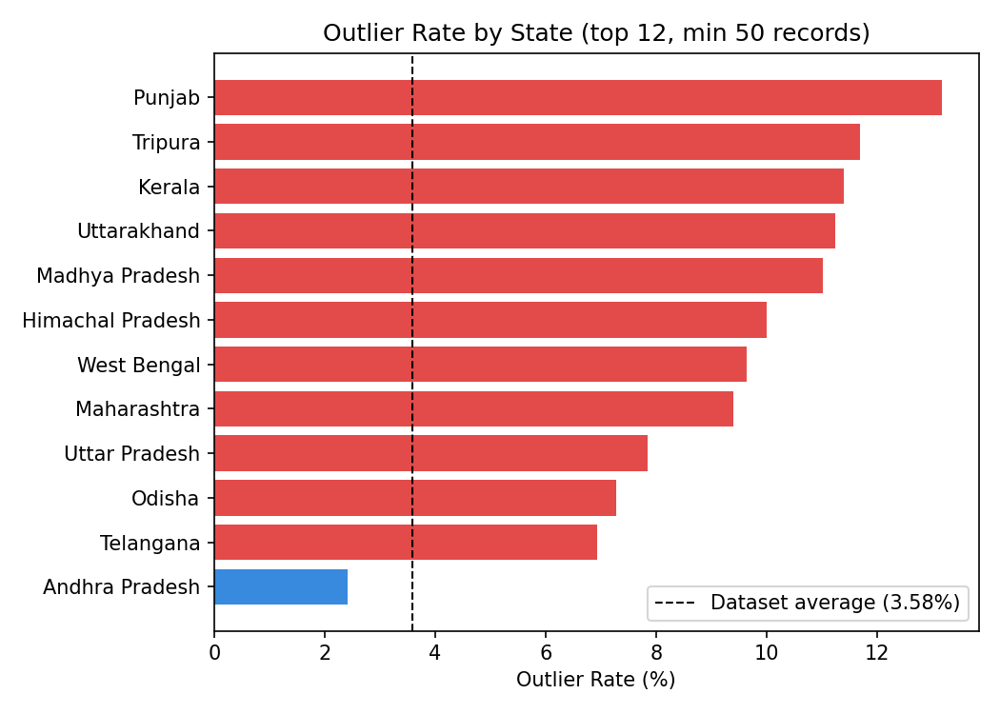 Outlier Rate by State (top 12, min 50 records)
Punjab
Tripura
Kerala
Uttarakhand
Madhya Pradesh
Himachal Pradesh
West Bengal
Maharashtra
Uttar Pradesh
Odisha
Telangana
Andhra Pradesh
Dataset average (3.58%)
0 2 4 6 8 10 12
Outlier Rate (%)